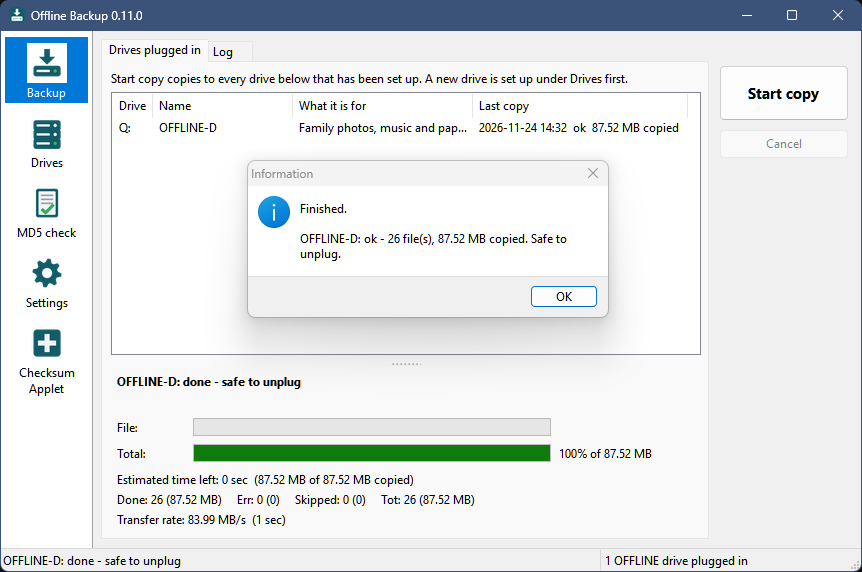 Offline Backup 0.11.0
Backup
Drives
MD5 check
Settings
Checksum
Applet
Drives plugged in
Log
Start copy copies to every drive below that has been set up. A new drive is set up under Drives first.
Drive Name What it is for Last copy
Q: OFFLINE-D Family photos, music and pap... 2026-11-24 14:32 ok 87.52 MB copied
Start copy
Cancel
Information
Finished.
OFFLINE-D: ok - 26 file(s), 87.52 MB copied. Safe to
unplug.
OK
OFFLINE-D: done - safe to unplug
File:
Total: 100% of 87.52 MB
Estimated time left: 0 sec (87.52 MB of 87.52 MB copied)
Done: 26 (87.52 MB) Err: 0 (0) Skipped: 0 (0) Tot: 26 (87.52 MB)
Transfer rate: 83.99 MB/s (1 sec)
OFFLINE-D: done - safe to unplug
1 OFFLINE drive plugged in